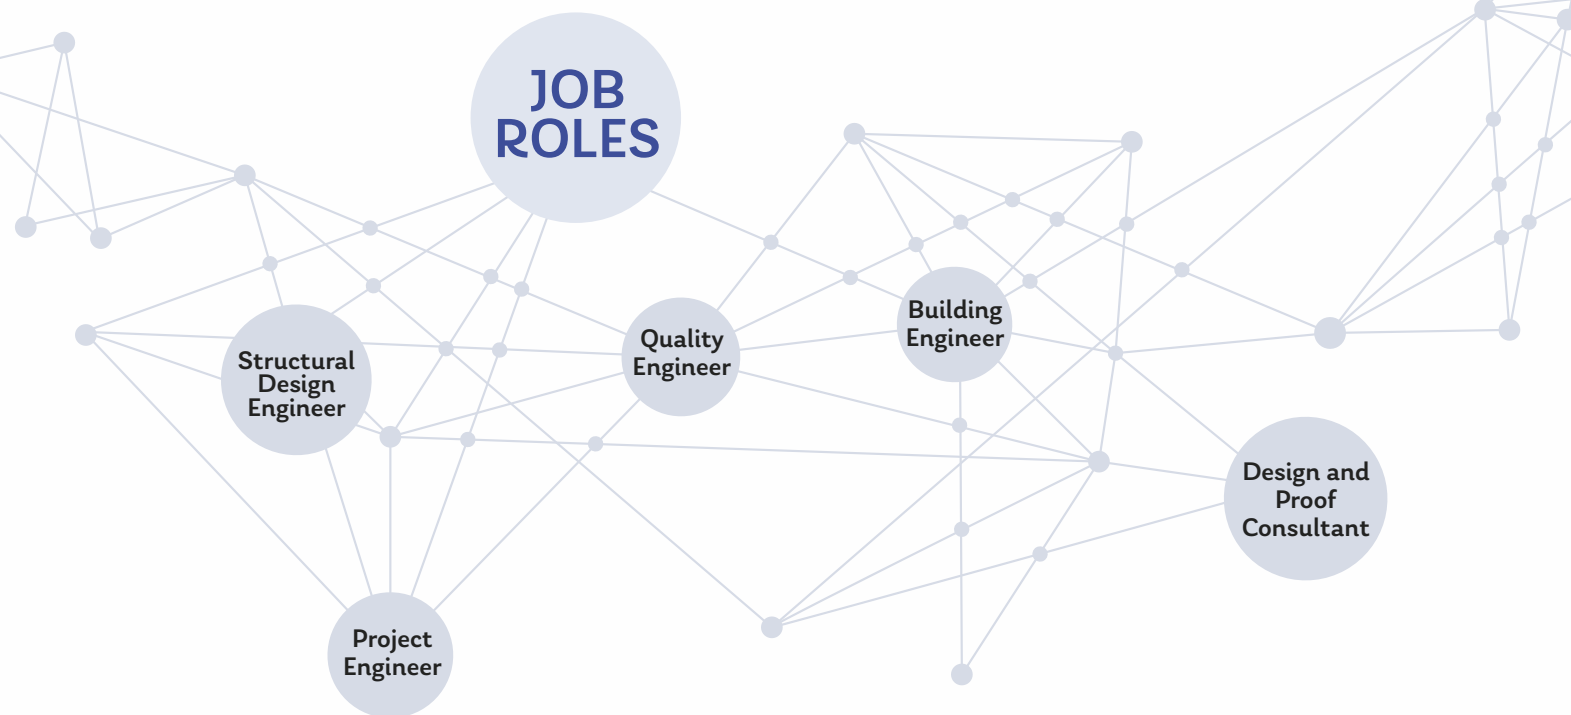 JOB
ROLES
Structural
Design
Engineer
Quality
Engineer
Building
Engineer
Design and
Proof
Consultant
Project
Engineer